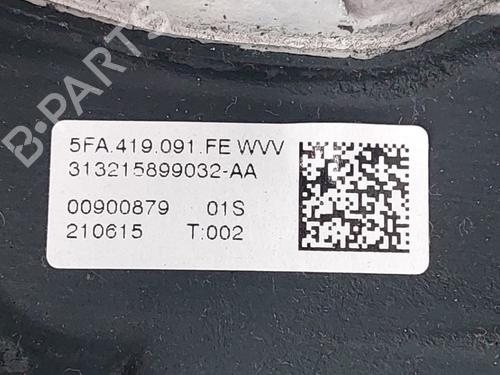 5FA.419.091.FE WVV
313215899032-AA
00900879 01S
210615 T:002
B-PARTS